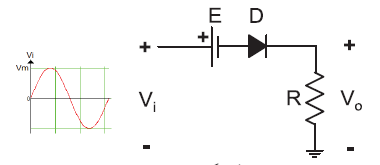 E D
Vi
Vm
0
+ + +
Vi R Vo
- -